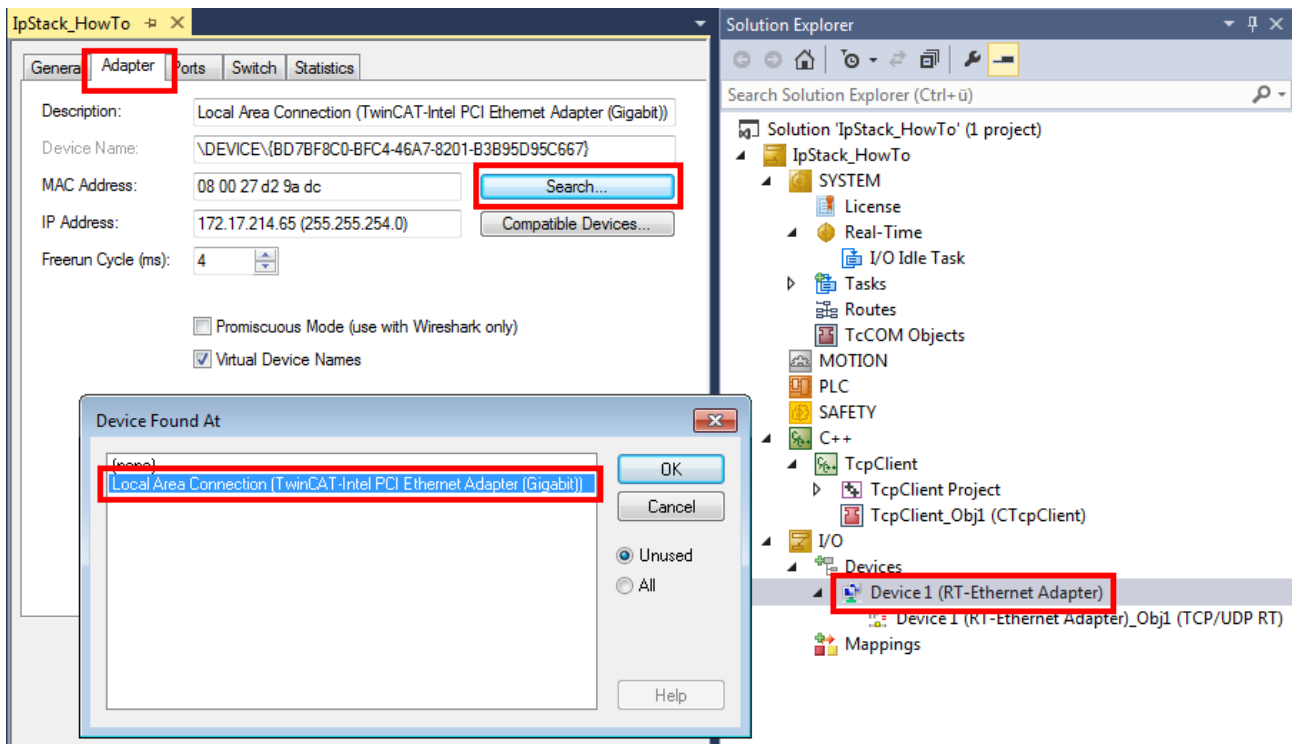 IpStack_HowTo
General Adapter Ports Switch Statistics
Description: Local Area Connection (TwinCAT-Intel PCI Ethernet Adapter (Gigabit))
Device Name: \DEVICE\{BD7BF8C0-BFC4-46A7-8201-B3B95D95C667}
MAC Address: 08 00 27 d2 9a dc Search...
IP Address: 172.17.214.65 (255.255.254.0) Compatible Devices...
Freerun Cycle (ms): 4
Promiscuous Mode (use with Wireshark only)
Virtual Device Names
Device Found At
(none)
Local Area Connection (TwinCAT-Intel PCI Ethernet Adapter (Gigabit))
OK
Cancel
Unused
All
Help
Solution Explorer
Search Solution Explorer (Ctrl+ü)
Solution 'IpStack_HowTo' (1 project)
IpStack_HowTo
SYSTEM
License
Real-Time
I/O Idle Task
Tasks
Routes
TcCOM Objects
MOTION
PLC
SAFETY
C++
TcpClient
TcpClient Project
TcpClient_Obj1 (CTcpClient)
I/O
Devices
Device 1 (RT-Ethernet Adapter)
Device 1 (RT-Ethernet Adapter)_Obj1 (TCP/UDP RT)
Mappings